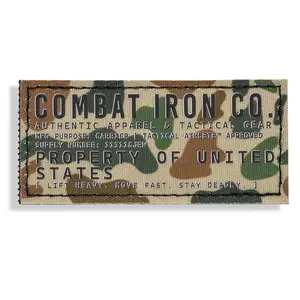 COMBAT IRON CO.
AUTHENTIC APPAREL & TACTICAL GEAR
PURPOSE: CARRIER | TACTICAL ATHLETE™ APPROVED
SUPPLY NUMBER:
PROPERTY OF UNITED
STATES
[ LIFT HEAVY. MOVE FAST. STAY DEADLY. ]